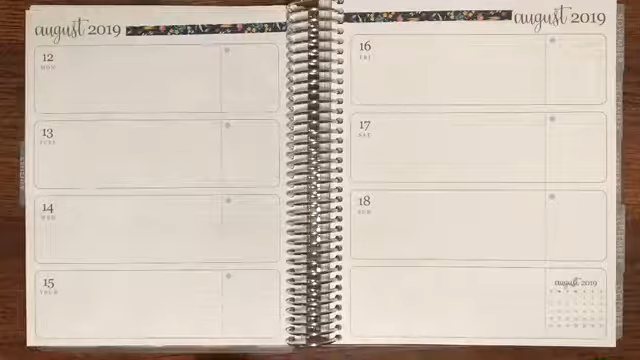 august 2019
12
MON
13
TUES
14
WED
15
THUR
august 2019
16
FRI
17
SAT
18
SUN
august 2019